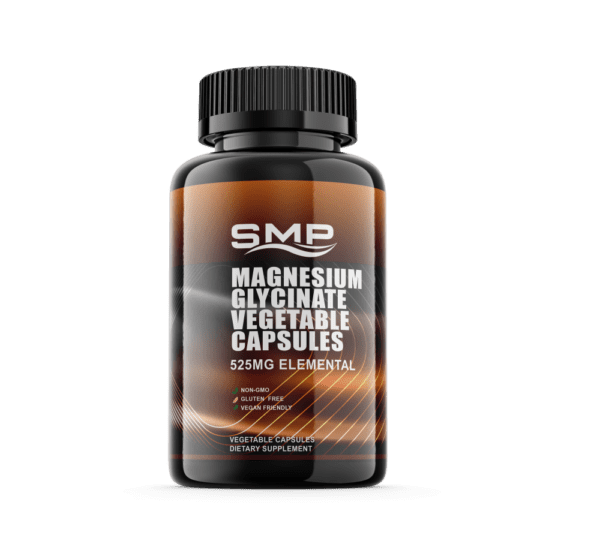 SMP
MAGNESIUM
GLYCINATE
VEGETABLE
CAPSULES
525MG ELEMENTAL
NON-GMO
GLUTEN FREE
VEGAN FRIENDLY
VEGETABLE CAPSULES
DIETARY SUPPLEMENT